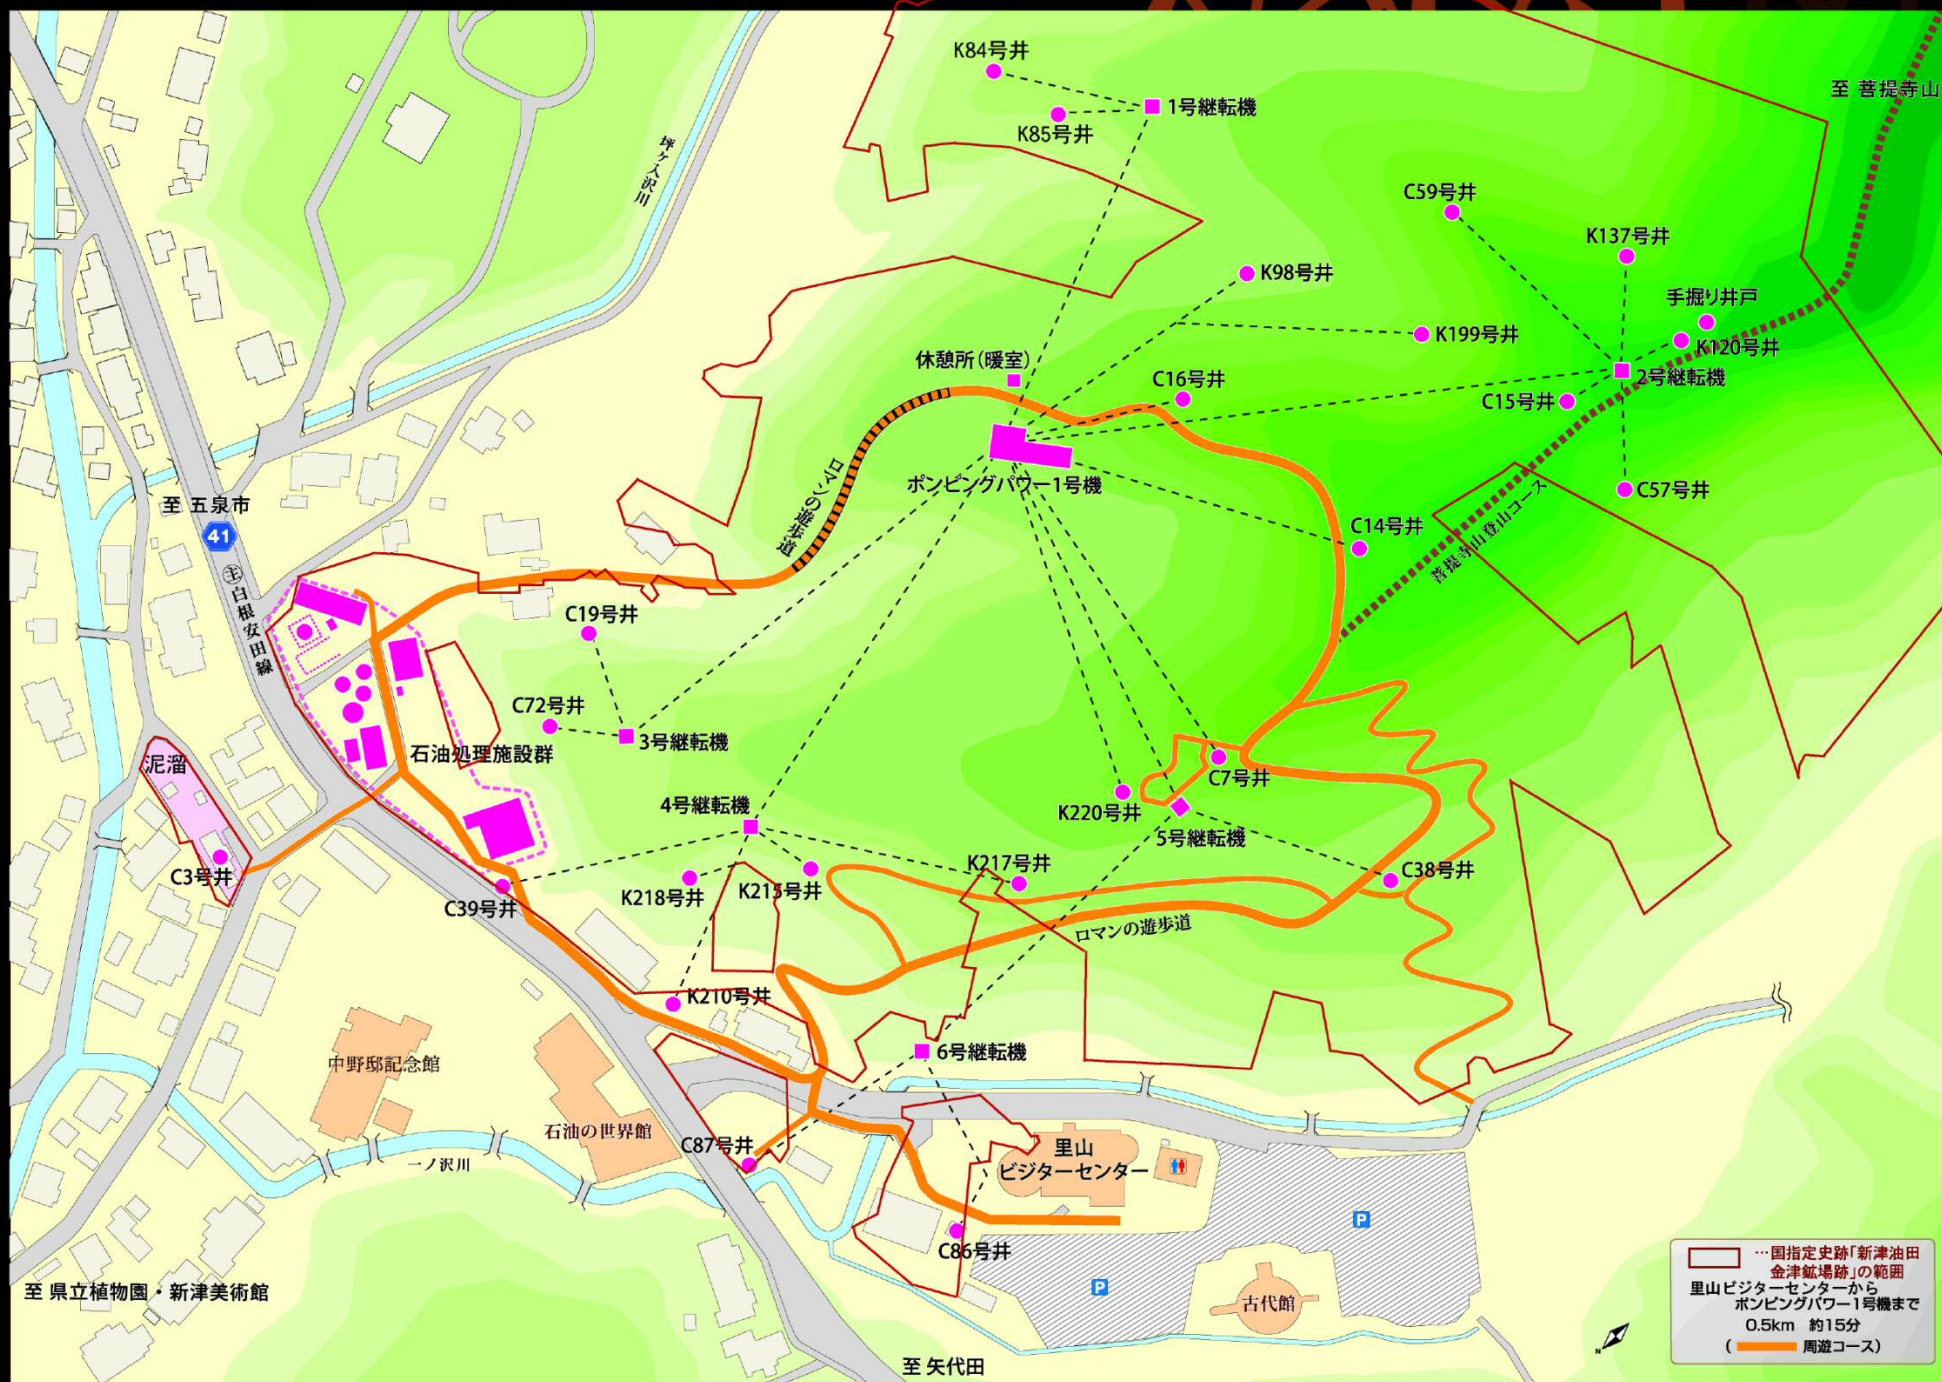 K84号井
1号継転機
K85号井
至 菩提寺山
坪ケ入沢川
C59号井
K137号井
K98号井
手掘り井戸
K199号井
K120号井
休憩所(暖室)
C16号井
2号継転機
C15号井
ロマンの遊歩道
ポンピングパワー1号機
C57号井
至 五泉市
41
C14号井
菩提寺山登山コース
㊤白根安田線
C19号井
C72号井
3号継転機
石油処理施設群
泥溜
C7号井
4号継転機
K220号井
5号継転機
K217号井
C3号井
K218号井
K215号井
C38号井
C39号井
ロマンの遊歩道
K210号井
中野邸記念館
6号継転機
石油の世界館
C87号井
里山
ビジターセンター
一ノ沢川
P
C86号井
P
至 県立植物園・新津美術館
古代館
至 矢代田
N
…国指定史跡「新津油田
金津鉱場跡」の範囲
里山ビジターセンターから
ポンピングパワー1号機まで
0.5km 約15分
( 周遊コース)